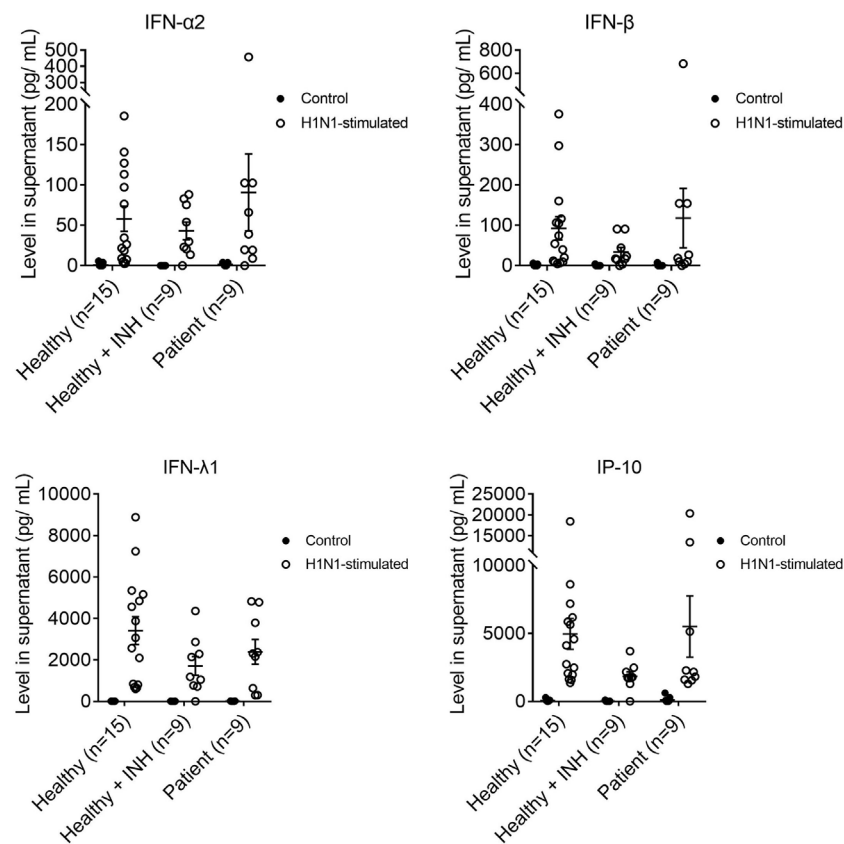 IFN-α2
Level in supernatant (pg/ mL)
500
400
300
200
150
100
50
0
Control
H1N1-stimulated
Healthy (n=15)
Healthy + INH (n=9)
Patient (n=9)
IFN-β
Level in supernatant (pg/ mL)
800
600
400
300
200
100
0
Control
H1N1-stimulated
Healthy (n=15)
Healthy + INH (n=9)
Patient (n=9)
IFN-λ1
Level in supernatant (pg/ mL)
10000
8000
6000
4000
2000
0
Control
H1N1-stimulated
Healthy (n=15)
Healthy + INH (n=9)
Patient (n=9)
IP-10
Level in supernatant (pg/ mL)
25000
20000
15000
10000
5000
0
Control
H1N1-stimulated
Healthy (n=15)
Healthy + INH (n=9)
Patient (n=9)